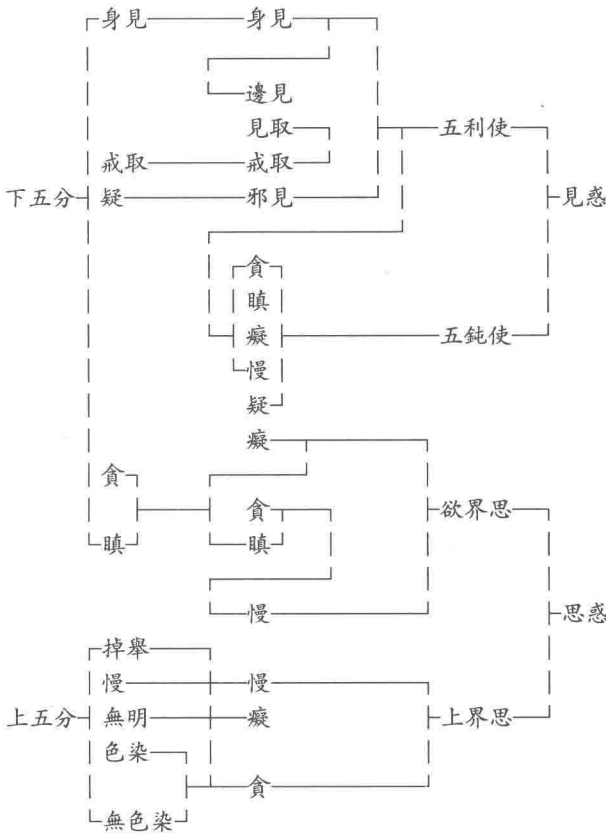 身見 身見
邊見
見取 五利使
戒取 戒取
下五分 疑 邪見 見惑
貪
瞋
癡 五鈍使
慢
疑
癡
貪
瞋 貪 欲界思
瞋
慢 思惑
掉舉
慢 慢
上五分 無明 癡 上界思
色染
貪
無色染